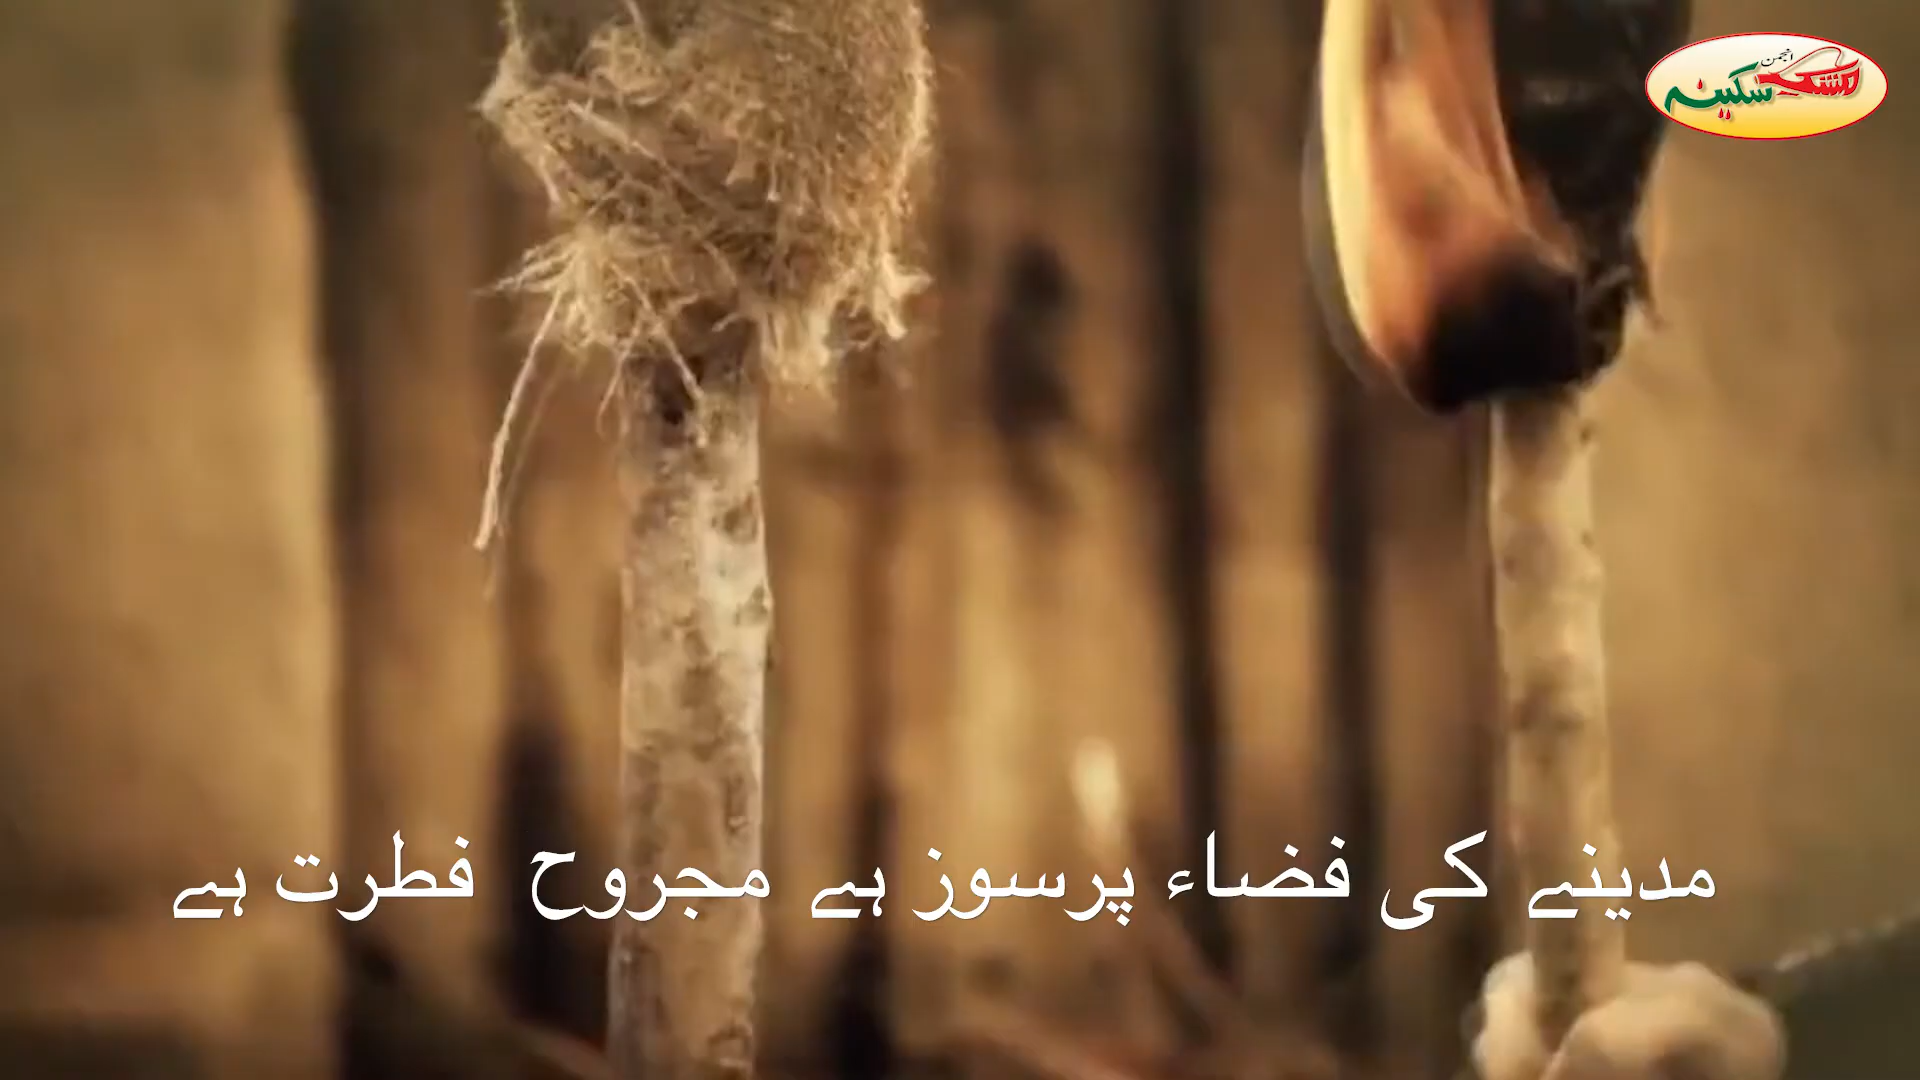 انجمن
مشک سکینہ
مدینے کی فضاء پرسوز ہے مجروح فطرت ہے